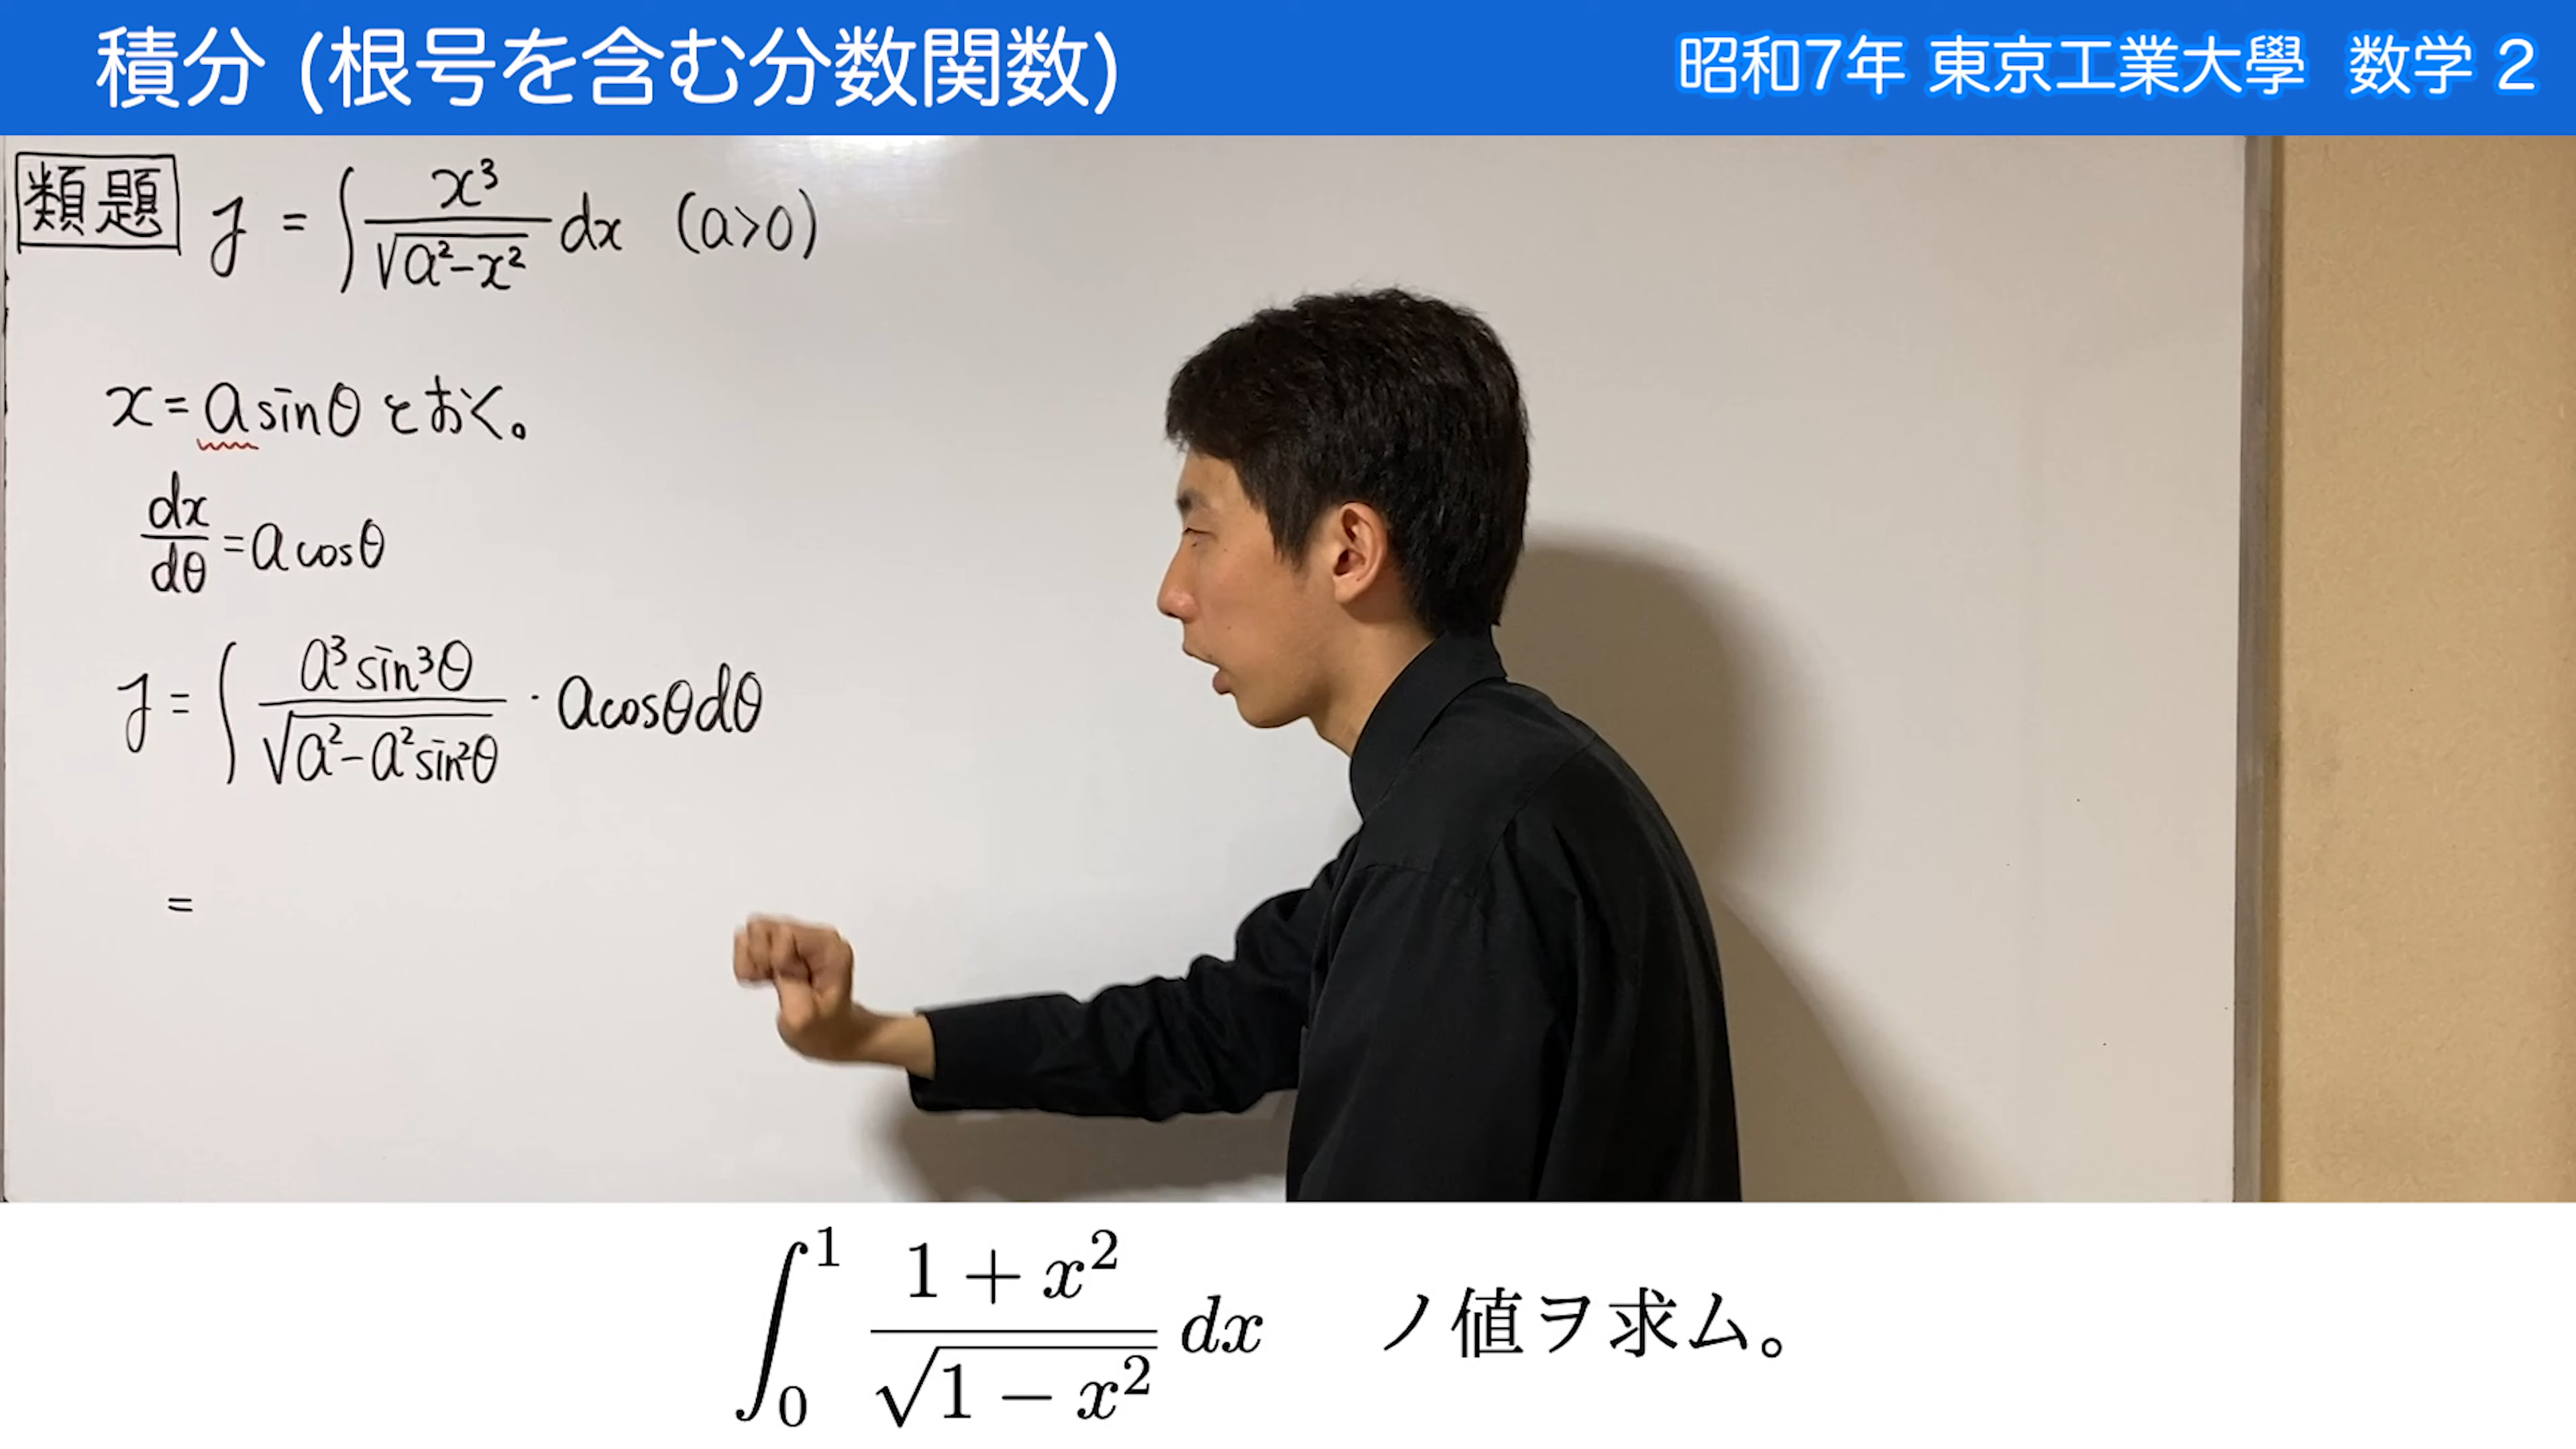 積分 (根号を含む分数関数)
昭和7年 東京工業大學 数学 2
類題 y = ∫ x³/√(a²-x²) dx (a>0)
x = a sinθ とおく。
dx/dθ = a cosθ
y = ∫ a³sin³θ/√(a²-a²sin²θ) · a cosθdθ
=
∫₀¹ (1 + x²)/√(1 − x²) dx ノ値ヲ求ム。